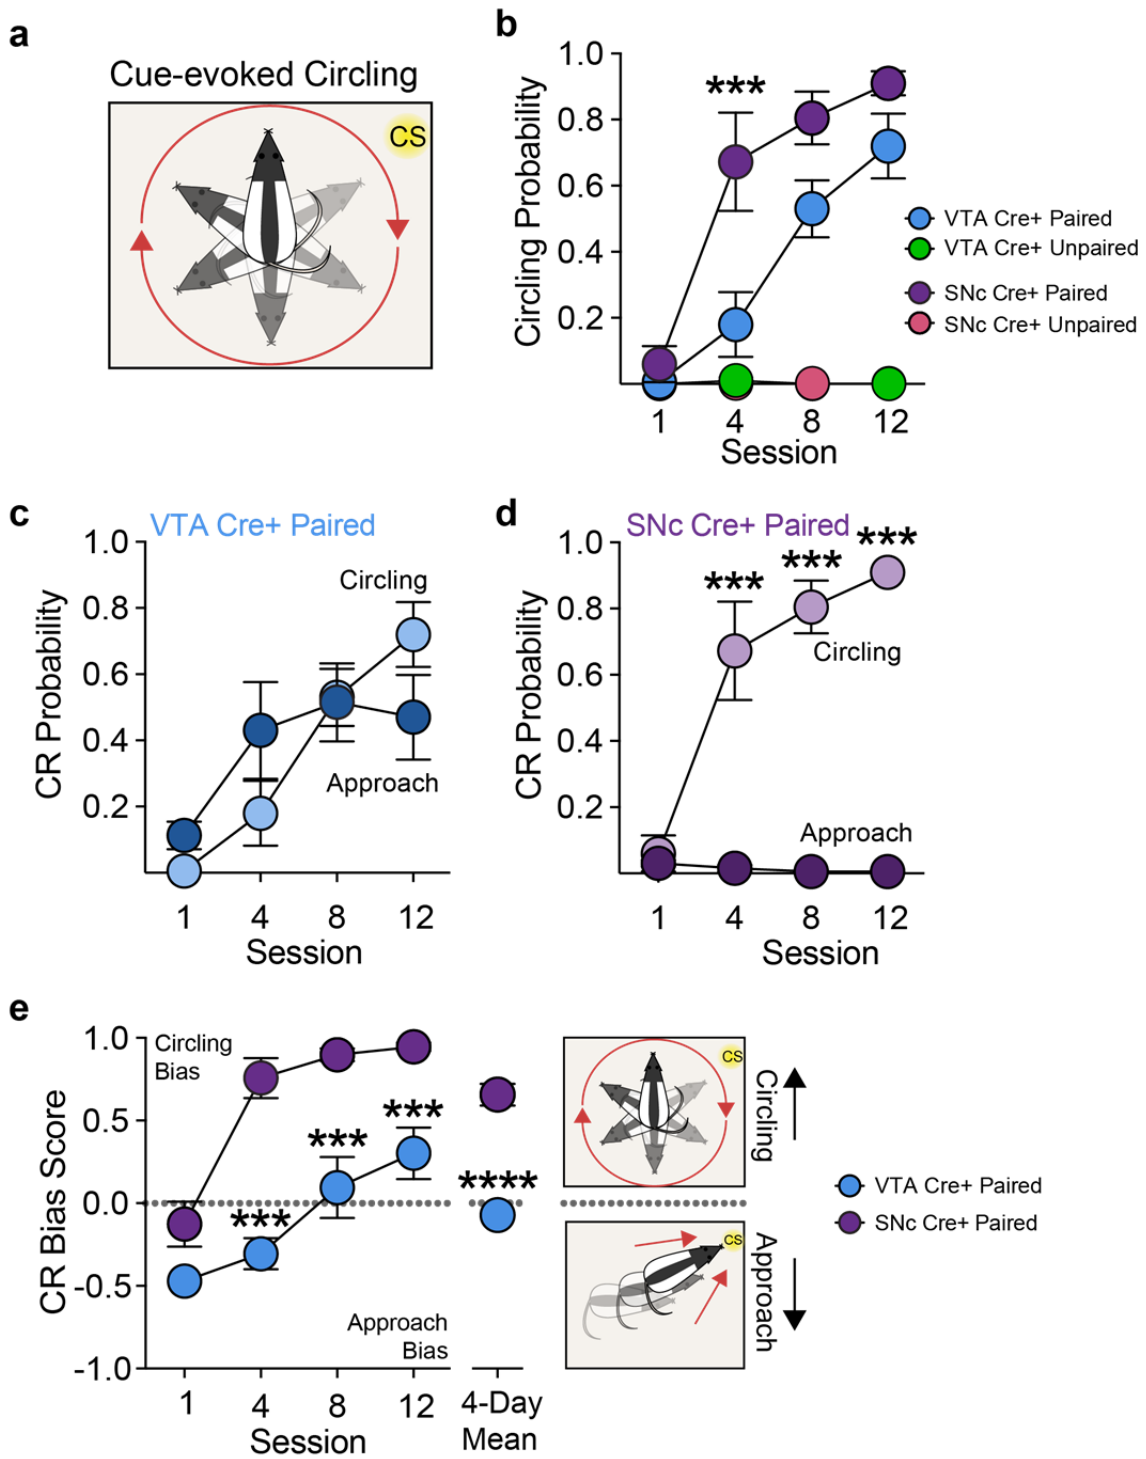 a
Cue-evoked Circling
CS
b
Circling Probability
1.0
0.8
0.6
0.4
0.2
***
1 4 8 12
Session
VTA Cre+ Paired
VTA Cre+ Unpaired
SNc Cre+ Paired
SNc Cre+ Unpaired
c
VTA Cre+ Paired
CR Probability
1.0
0.8
0.6
0.4
0.2
Circling
Approach
1 4 8 12
Session
d
SNc Cre+ Paired
CR Probability
1.0
0.8
0.6
0.4
0.2
*** *** ***
Circling
Approach
1 4 8 12
Session
e
CR Bias Score
1.0
0.5
0.0
-0.5
-1.0
Circling
Bias
*** *** *** ****
Approach
Bias
1 4 8 12
Session
4-Day
Mean
CS
Circling
CS
Approach
VTA Cre+ Paired
SNc Cre+ Paired